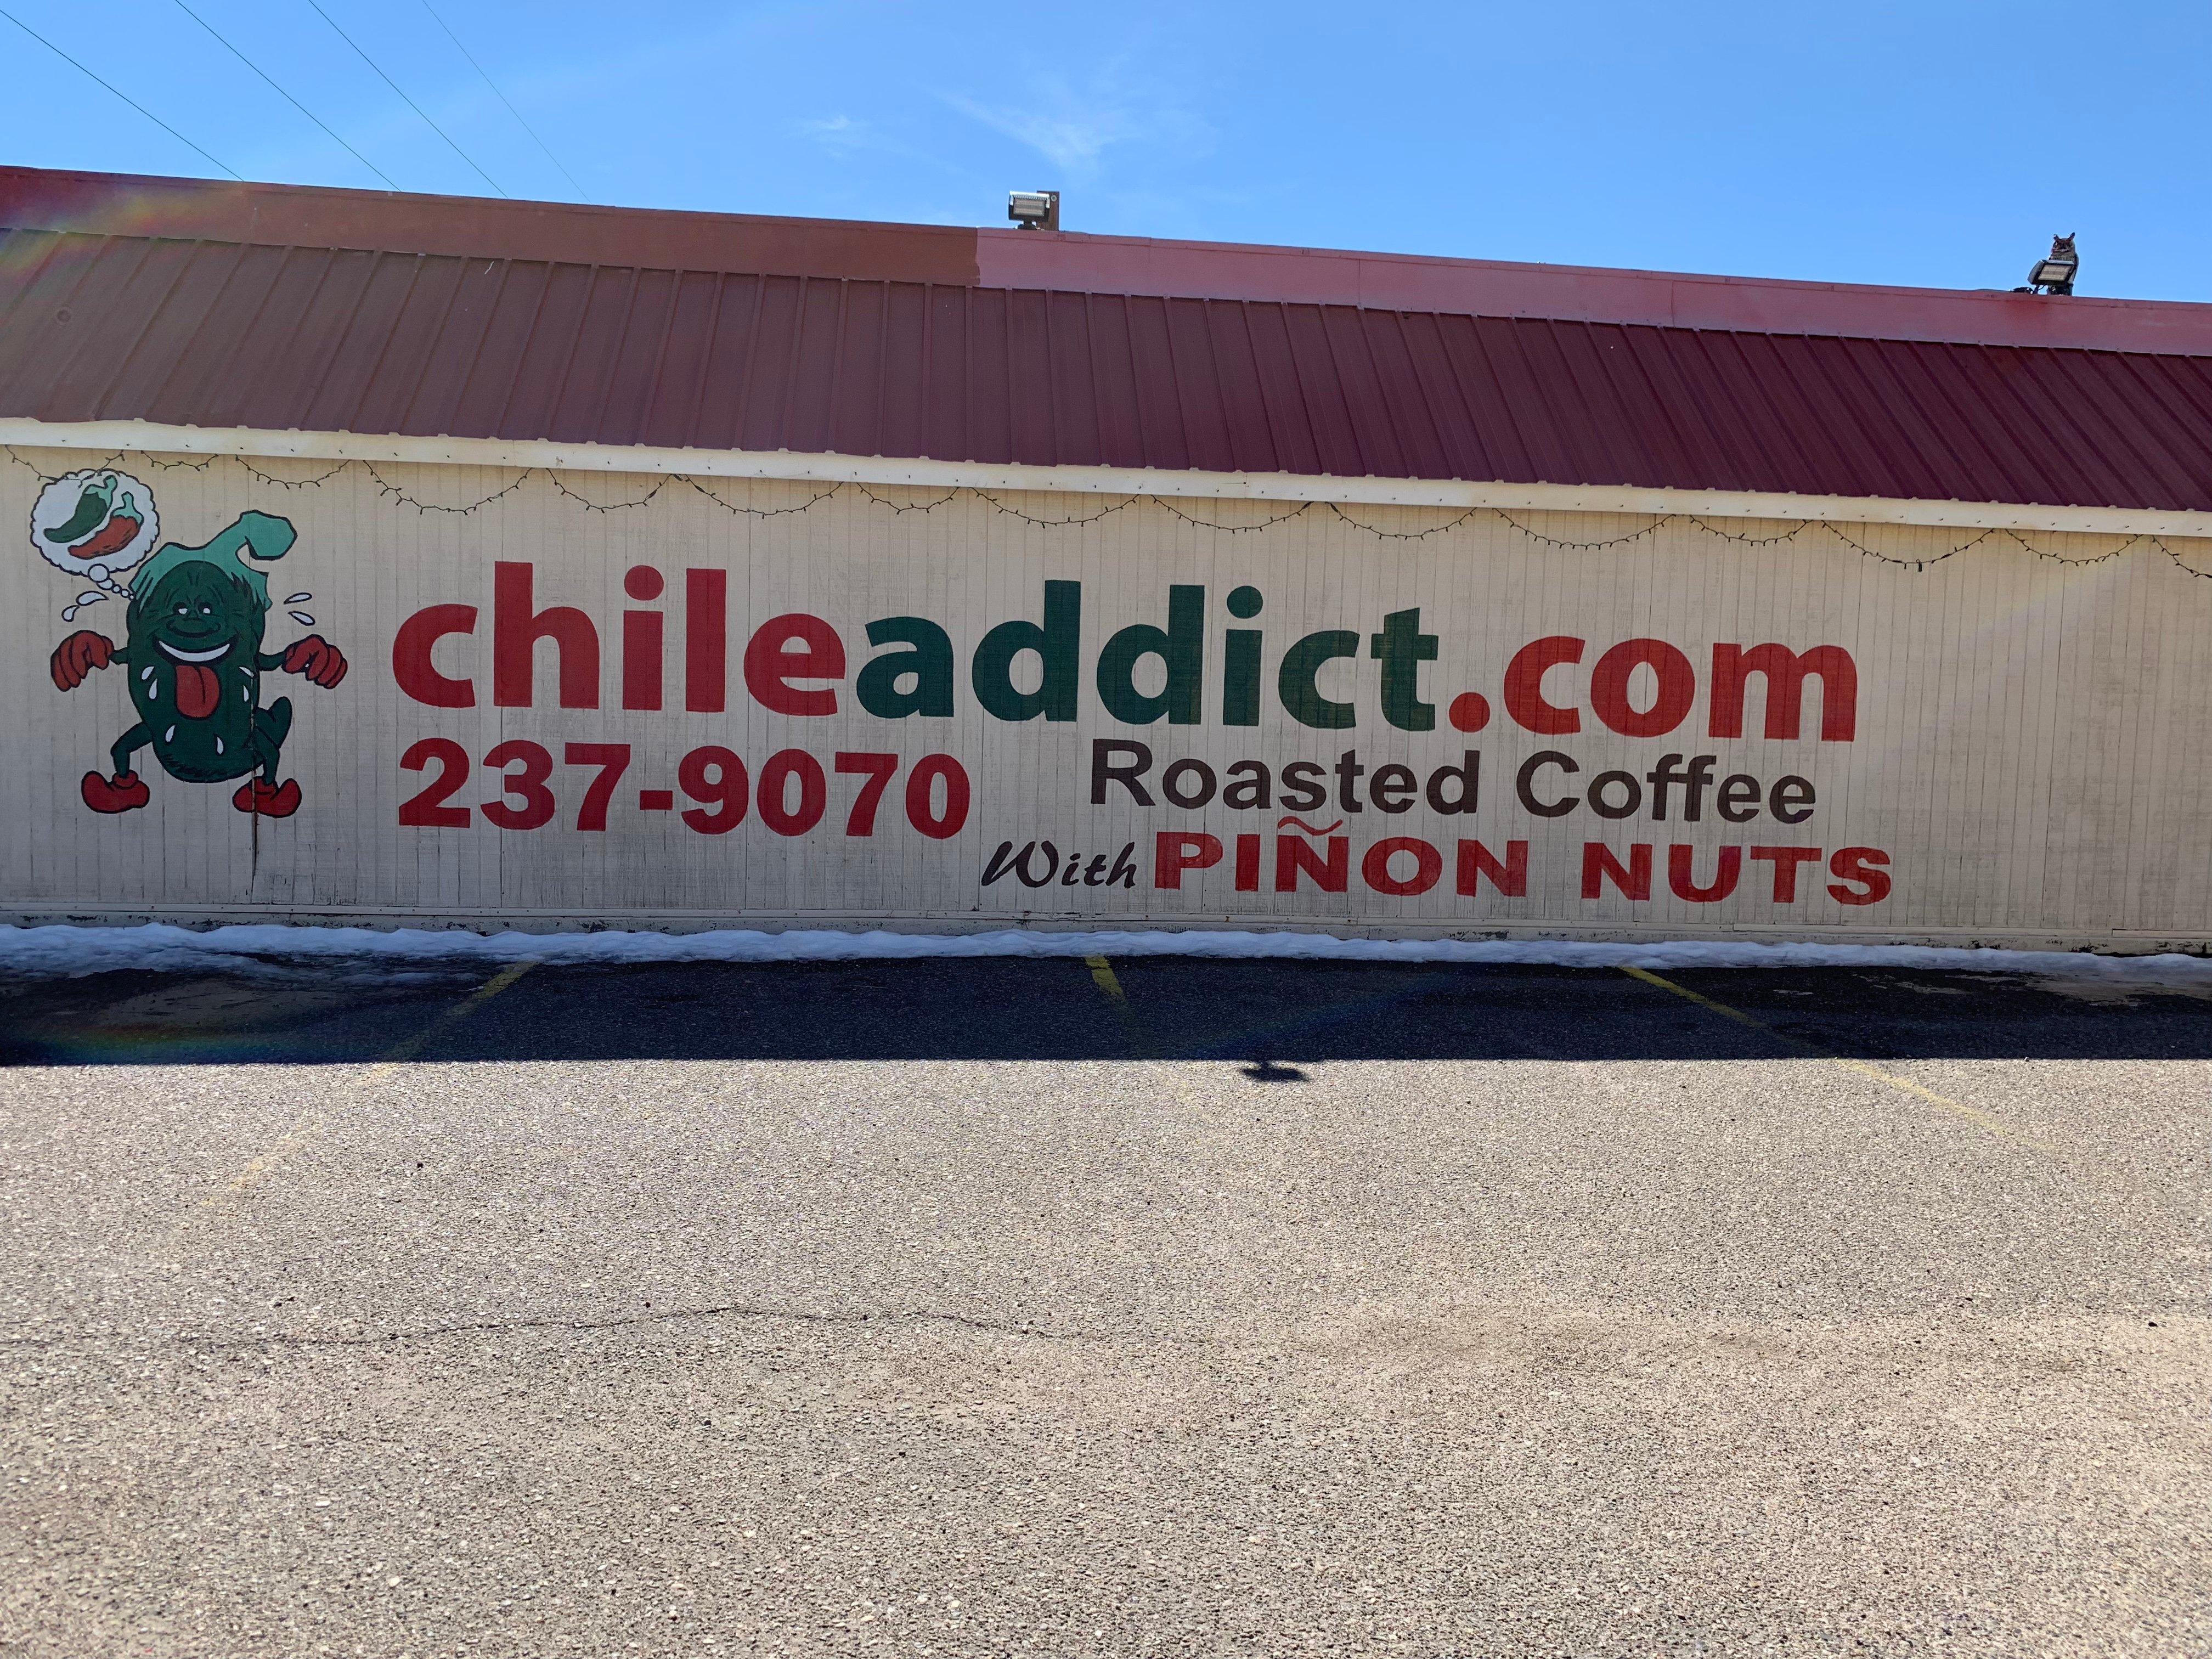 chileaddict.com
237-9070
Roasted Coffee
With PIÑON NUTS